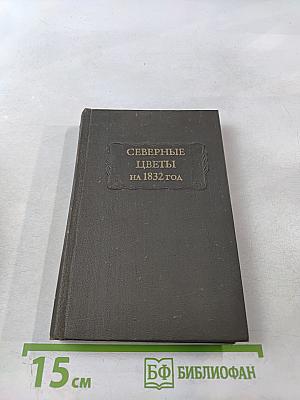 СЕВЕРНЫЕ
ЦВЕТЫ
НА 1832 ГОД
15 см
БФ БИБЛИОФАН